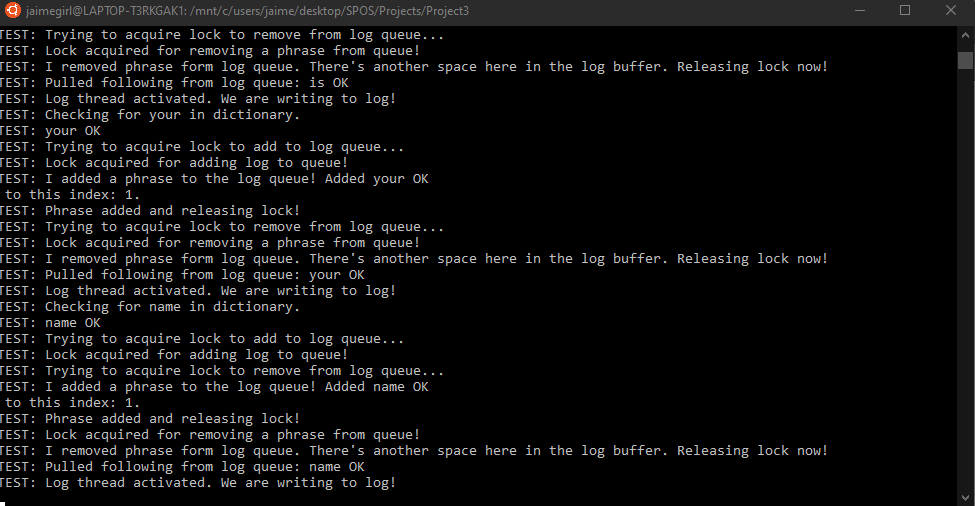 jaimegirl@LAPTOP-T3RKGAK1: /mnt/c/users/jaime/desktop/SPOS/Projects/Project3
TEST: Trying to acquire lock to remove from log queue...
TEST: Lock acquired for removing a phrase from queue!
TEST: I removed phrase form log queue. There's another space here in the log buffer. Releasing lock now!
TEST: Pulled following from log queue: is OK
TEST: Log thread activated. We are writing to log!
TEST: Checking for your in dictionary.
TEST: your OK
TEST: Trying to acquire lock to add to log queue...
TEST: Lock acquired for adding log to queue!
TEST: I added a phrase to the log queue! Added your OK
 to this index: 1.
TEST: Phrase added and releasing lock!
TEST: Trying to acquire lock to remove from log queue...
TEST: Lock acquired for removing a phrase from queue!
TEST: I removed phrase form log queue. There's another space here in the log buffer. Releasing lock now!
TEST: Pulled following from log queue: your OK
TEST: Log thread activated. We are writing to log!
TEST: Checking for name in dictionary.
TEST: name OK
TEST: Trying to acquire lock to add to log queue...
TEST: Lock acquired for adding log to queue!
TEST: Trying to acquire lock to remove from log queue...
TEST: I added a phrase to the log queue! Added name OK
 to this index: 1.
TEST: Phrase added and releasing lock!
TEST: Lock acquired for removing a phrase from queue!
TEST: I removed phrase form log queue. There's another space here in the log buffer. Releasing lock now!
TEST: Pulled following from log queue: name OK
TEST: Log thread activated. We are writing to log!